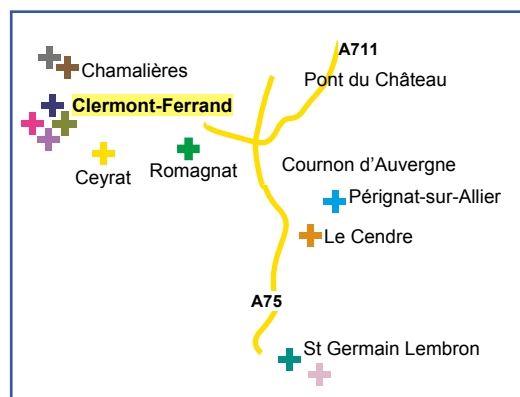 A711
Chamalières
Pont du Château
Clermont-Ferrand
Cournon d’Auvergne
Romagnat
Ceyrat
Pérignat-sur-Allier
Le Cendre
A75
St Germain Lembron